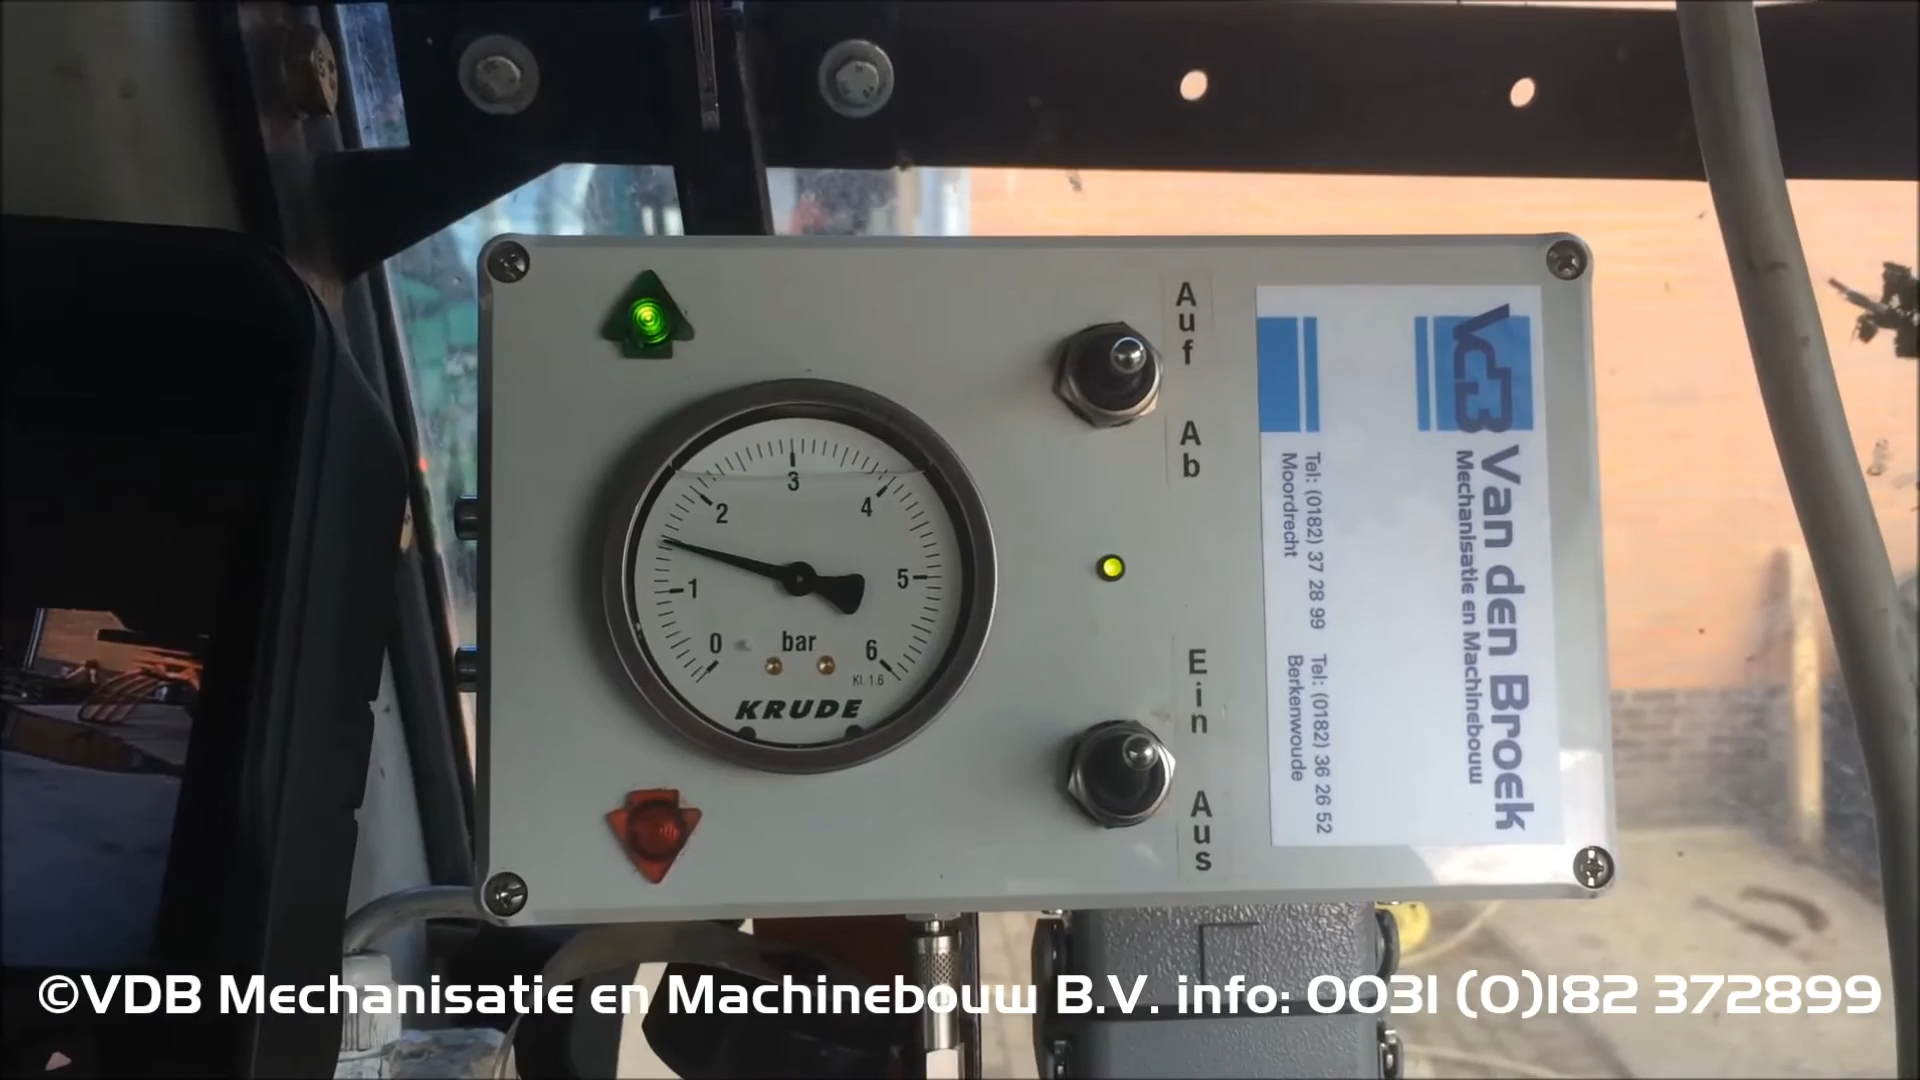 Auf
Ab
3
2
4
1
5
0
bar
6
Kl. 1.6
KRUDE
Ein
Aus
VDB
Van den Broek
Mechanisatie en Machinebouw
Tel: (0182) 37 28 99
Moordrecht
Tel: (0182) 36 26 52
Berkenwoude
©VDB Mechanisatie en Machinebouw B.V. info: 0031 (0)182 372899